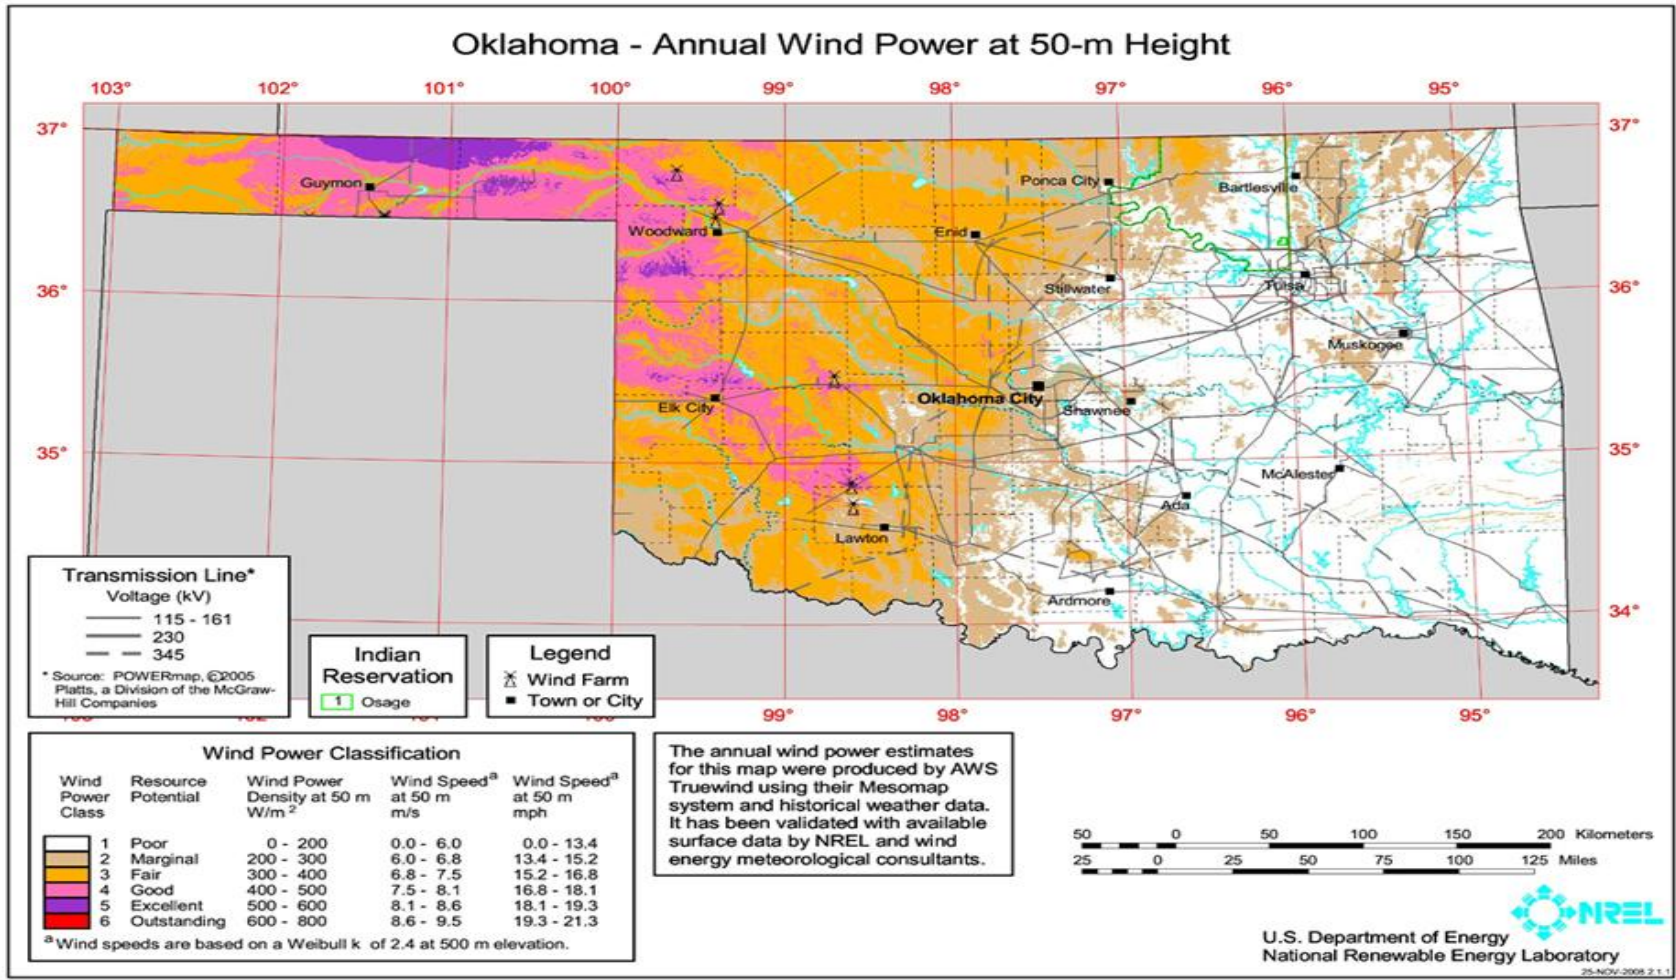 Oklahoma - Annual Wind Power at 50-m Height
103° 102° 101° 100° 99° 98° 97° 96° 95°
37° 37°
Guymon
Ponca City
Bartlesville
Woodward
Enid
36° 36°
Stillwater
Tulsa
Muskogee
Oklahoma City
Elk City
Shawnee
35° 35°
McAlester
Ada
Lawton
Ardmore
34°
99° 98° 97° 96° 95°
Transmission Line*
Voltage (kV)
115 - 161
230
345
* Source: POWERmap, ©2005
Platts, a Division of the McGraw-
Hill Companies
Indian
Reservation
1 Osage
Legend
Wind Farm
Town or City
Wind Power Classification
Wind Resource Wind Power Wind Speedª Wind Speedª
Power Potential Density at 50 m at 50 m at 50 m
Class W/m² m/s mph
1 Poor 0 - 200 0.0 - 6.0 0.0 - 13.4
2 Marginal 200 - 300 6.0 - 6.8 13.4 - 15.2
3 Fair 300 - 400 6.8 - 7.5 15.2 - 16.8
4 Good 400 - 500 7.5 - 8.1 16.8 - 18.1
5 Excellent 500 - 600 8.1 - 8.6 18.1 - 19.3
6 Outstanding 600 - 800 8.6 - 9.5 19.3 - 21.3
ª Wind speeds are based on a Weibull k of 2.4 at 500 m elevation.
The annual wind power estimates
for this map were produced by AWS
Truewind using their Mesomap
system and historical weather data.
It has been validated with available
surface data by NREL and wind
energy meteorological consultants.
50 0 50 100 150 200 Kilometers
25 0 25 50 75 100 125 Miles
NREL
U.S. Department of Energy
National Renewable Energy Laboratory